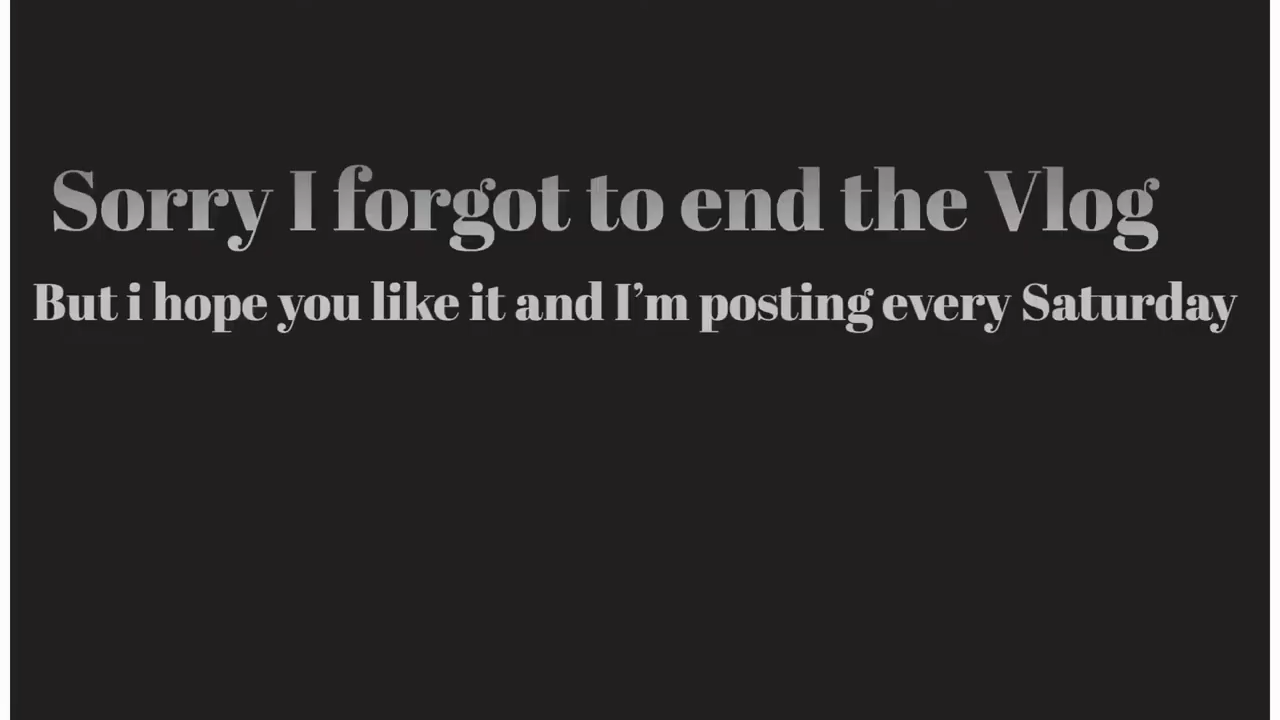 Sorry I forgot to end the Vlog
But i hope you like it and I’m posting every Saturday